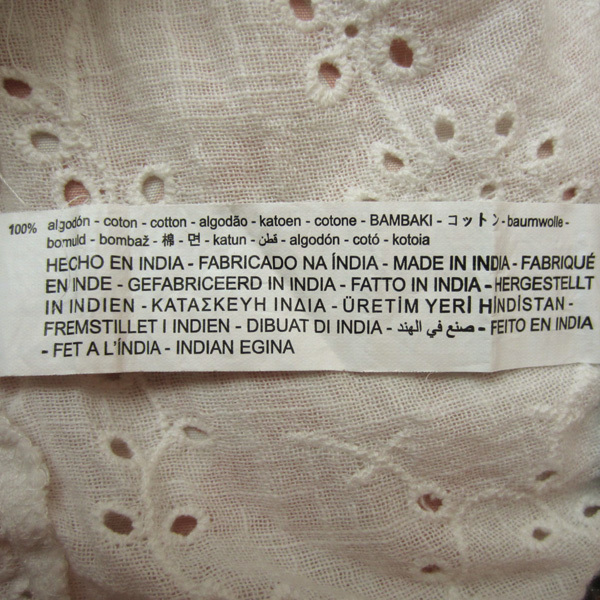 100% algodón - coton - cotton - algodão - katoen - cotone - BAMBAKI - コットン - baumwolle -
bomuld - bombaž - 棉 - 면 - katun - قطن - algodón - cotó - kotoia
HECHO EN INDIA - FABRICADO NA ÍNDIA - MADE IN INDIA - FABRIQUÉ
EN INDE - GEFABRICEERD IN INDIA - FATTO IN INDIA - HERGESTELLT
IN INDIEN - ΚΑΤΑΣΚΕΥΗ ΙΝΔΙΑ - ÜRETİM YERİ HİNDİSTAN -
FREMSTILLET I INDIEN - DIBUAT DI INDIA - صنع في الهند - FEITO EN INDIA
- FET A L'ÍNDIA - INDIAN EGINA